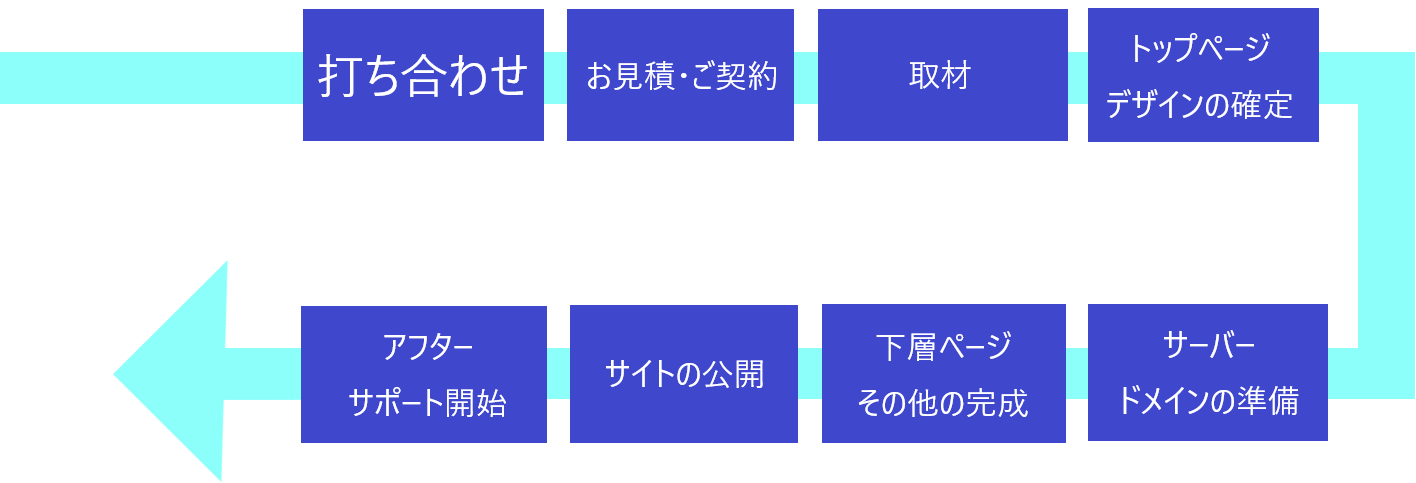 打ち合わせ
お見積・ご契約
取材
トップページ
デザインの確定
サーバー
ドメインの準備
下層ページ
その他の完成
サイトの公開
アフター
サポート開始